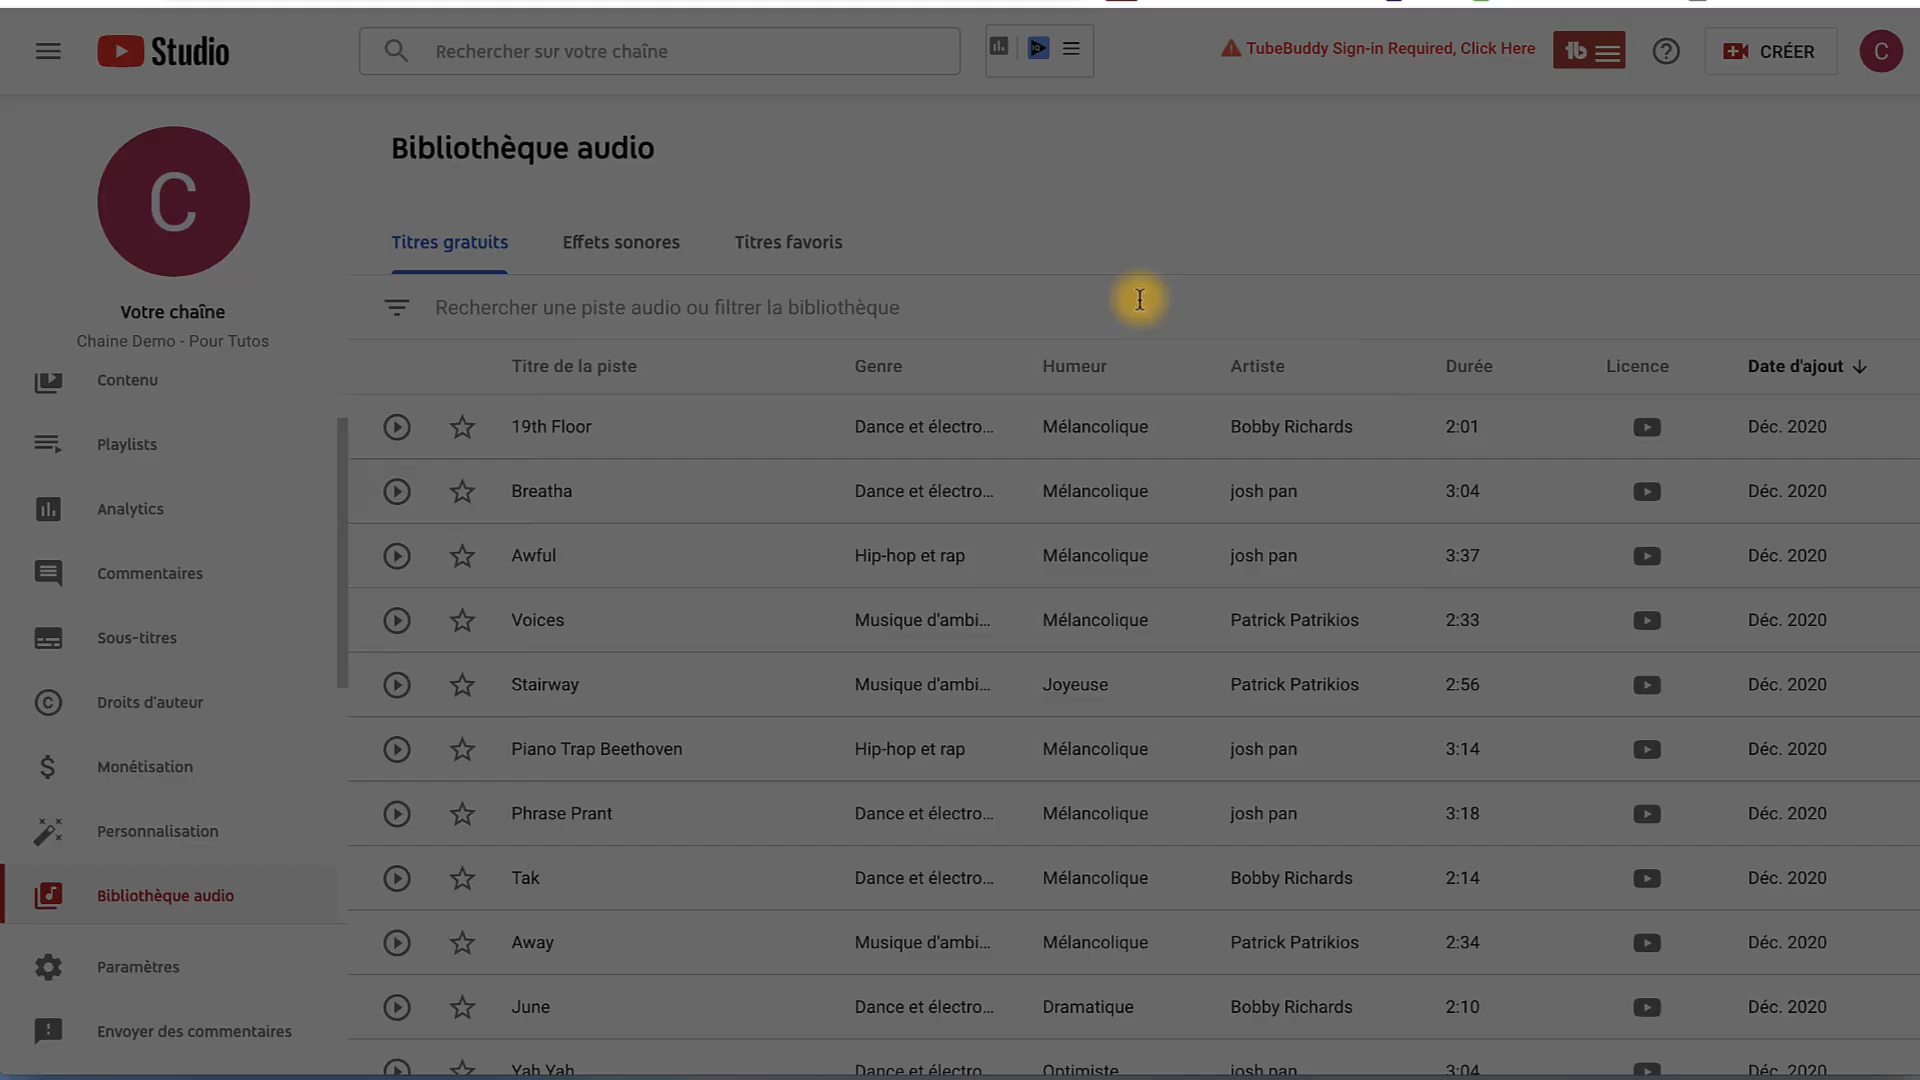 Studio
Rechercher sur votre chaîne
TubeBuddy Sign-in Required, Click Here
tb
CRÉER
C
C
Votre chaîne
Chaine Demo - Pour Tutos
Contenu
Playlists
Analytics
Commentaires
Sous-titres
Droits d'auteur
Monétisation
Personnalisation
Bibliothèque audio
Paramètres
Envoyer des commentaires
Bibliothèque audio
Titres gratuits Effets sonores Titres favoris
Rechercher une piste audio ou filtrer la bibliothèque
Titre de la piste Genre Humeur Artiste Durée Licence Date d'ajout
19th Floor Dance et électro... Mélancolique Bobby Richards 2:01 Déc. 2020
Breatha Dance et électro... Mélancolique josh pan 3:04 Déc. 2020
Awful Hip-hop et rap Mélancolique josh pan 3:37 Déc. 2020
Voices Musique d'ambi... Mélancolique Patrick Patrikios 2:33 Déc. 2020
Stairway Musique d'ambi... Joyeuse Patrick Patrikios 2:56 Déc. 2020
Piano Trap Beethoven Hip-hop et rap Mélancolique josh pan 3:14 Déc. 2020
Phrase Prant Dance et électro... Mélancolique josh pan 3:18 Déc. 2020
Tak Dance et électro... Mélancolique Bobby Richards 2:14 Déc. 2020
Away Musique d'ambi... Mélancolique Patrick Patrikios 2:34 Déc. 2020
June Dance et électro... Dramatique Bobby Richards 2:10 Déc. 2020
Yah Yah Dance et électro... Optimiste josh pan 3:04 Déc. 2020